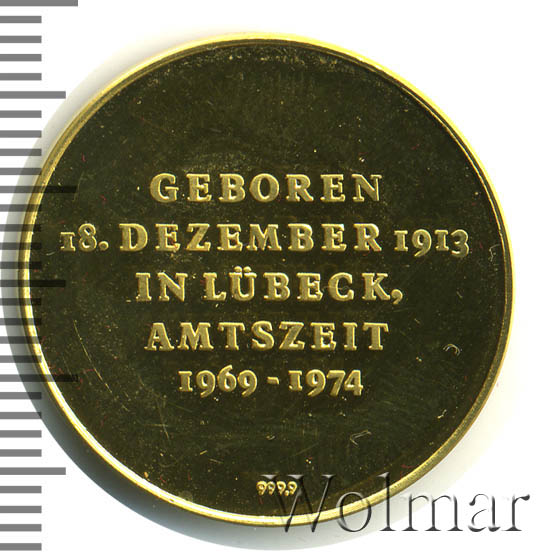 GEBOREN
18. DEZEMBER 1913
IN LÜBECK,
AMTSZEIT
1969 - 1974
999,9
Wolmar